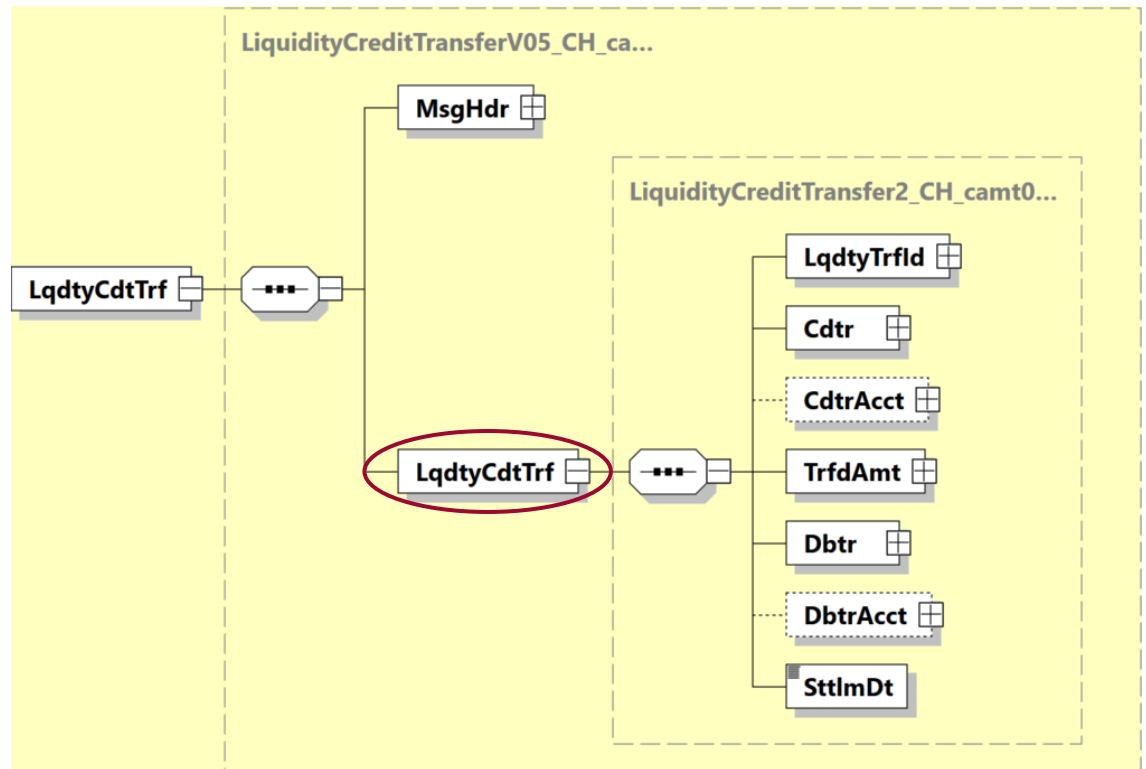 LiquidityCreditTransferV05_CH_ca...
MsgHdr
LiquidityCreditTransfer2_CH_camt0...
LqdtyTrfId
LqdtyCdtTrf
Cdtr
CdtrAcct
LqdtyCdtTrf
TrfdAmt
Dbtr
DbtrAcct
SttlmDt